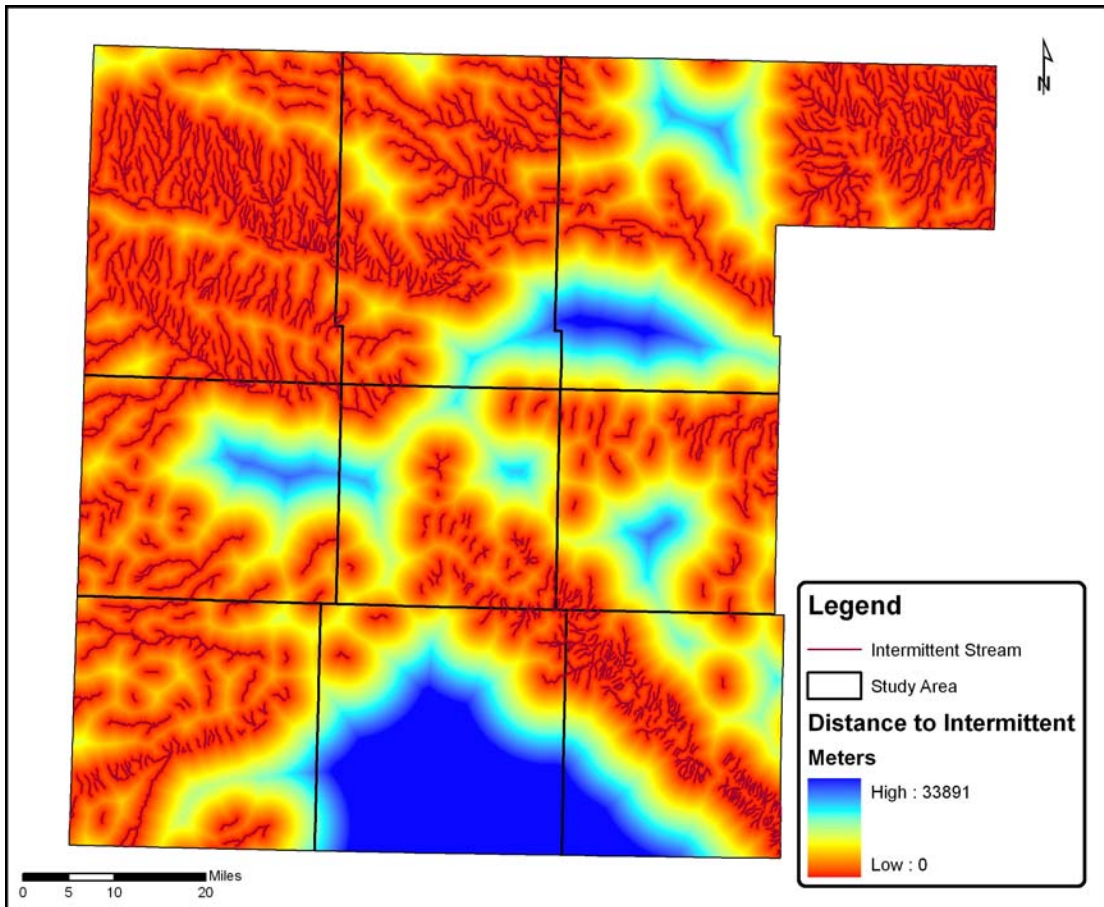 N
Legend
Intermittent Stream
Study Area
Distance to Intermittent
Meters
High : 33891
Low : 0
Miles
0 5 10 20